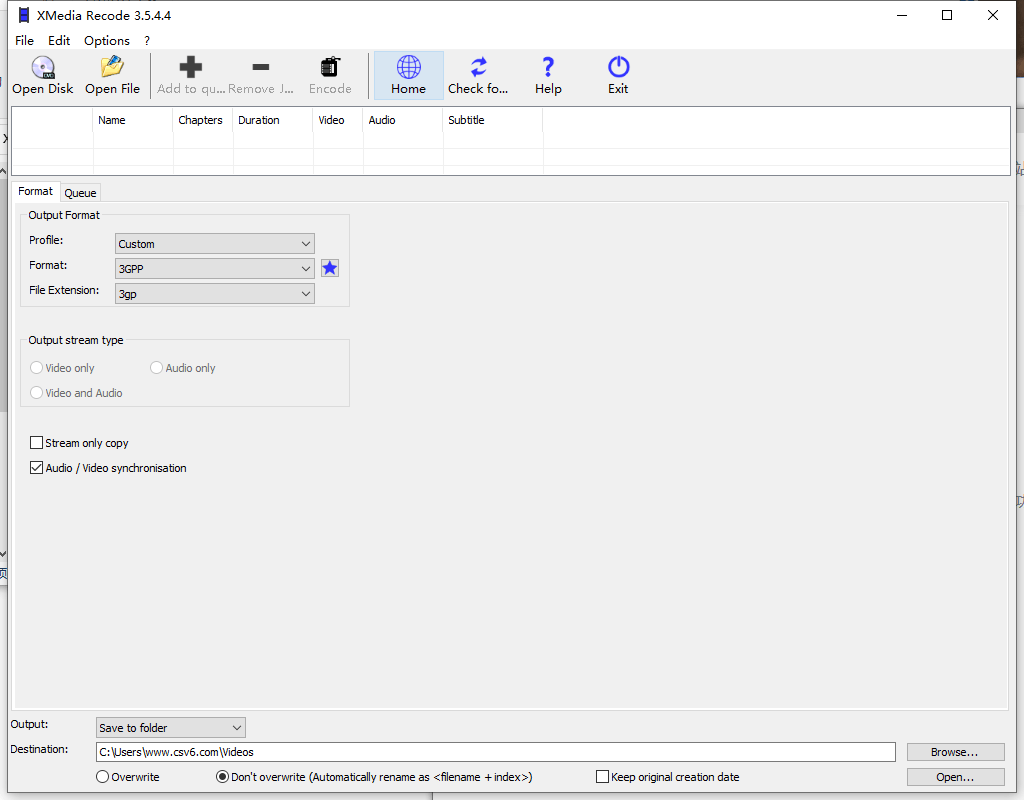 XMedia Recode 3.5.4.4
File Edit Options ?
Open Disk Open File Add to qu... Remove J... Encode Home Check fo... Help Exit
Name Chapters Duration Video Audio Subtitle
Format Queue
Output Format
Profile: Custom
Format: 3GPP
File Extension: 3gp
Output stream type
Video only Audio only
Video and Audio
Stream only copy
Audio / Video synchronisation
Output: Save to folder
Destination: C:\Users\www.csv6.com\Videos Browse...
Overwrite Don't overwrite (Automatically rename as <filename + index>) Keep original creation date Open...